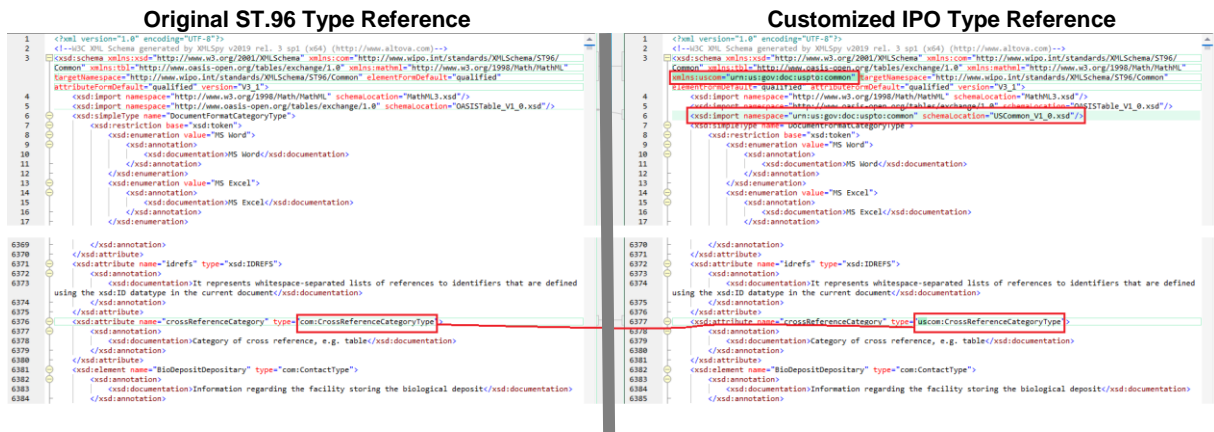 Original ST.96 Type Reference
1 <?xml version="1.0" encoding="UTF-8"?>
2 <!--W3C XML Schema generated by XMLSpy v2019 rel. 3 sp1 (x64) (http://www.altova.com)-->
3 <xsd:schema xmlns:xsd="http://www.w3.org/2001/XMLSchema" xmlns:com="http://www.wipo.int/standards/XMLSchema/ST96/
Common" xmlns:tbl="http://www.oasis-open.org/tables/exchange/1.0" xmlns:mathml="http://www.w3.org/1998/Math/MathML"
targetNamespace="http://www.wipo.int/standards/XMLSchema/ST96/Common" elementFormDefault="qualified"
attributeFormDefault="qualified" version="V3_1">
4 <xsd:import namespace="http://www.w3.org/1998/Math/MathML" schemaLocation="MathML3.xsd"/>
5 <xsd:import namespace="http://www.oasis-open.org/tables/exchange/1.0" schemaLocation="OASISTable_V1_0.xsd"/>
6 <xsd:simpleType name="DocumentFormatCategoryType">
7 <xsd:restriction base="xsd:token">
8 <xsd:enumeration value="MS Word">
9 <xsd:annotation>
10 <xsd:documentation>MS Word</xsd:documentation>
11 </xsd:annotation>
12 </xsd:enumeration>
13 <xsd:enumeration value="MS Excel">
14 <xsd:annotation>
15 <xsd:documentation>MS Excel</xsd:documentation>
16 </xsd:annotation>
17 </xsd:enumeration>
6369 </xsd:annotation>
6370 </xsd:attribute>
6371 <xsd:attribute name="idrefs" type="xsd:IDREFS">
6372 <xsd:annotation>
6373 <xsd:documentation>It represents whitespace-separated lists of references to identifiers that are defined
using the xsd:ID datatype in the current document</xsd:documentation>
6374 </xsd:annotation>
6375 </xsd:attribute>
6376 <xsd:attribute name="crossReferenceCategory" type="com:CrossReferenceCategoryType">
6377 <xsd:annotation>
6378 <xsd:documentation>Category of cross reference, e.g. table</xsd:documentation>
6379 </xsd:annotation>
6380 </xsd:attribute>
6381 <xsd:element name="BioDepositDepositary" type="com:ContactType">
6382 <xsd:annotation>
6383 <xsd:documentation>Information regarding the facility storing the biological deposit</xsd:documentation>
6384 </xsd:annotation>
Customized IPO Type Reference
1 <?xml version="1.0" encoding="UTF-8"?>
2 <!--W3C XML Schema generated by XMLSpy v2019 rel. 3 sp1 (x64) (http://www.altova.com)-->
3 <xsd:schema xmlns:xsd="http://www.w3.org/2001/XMLSchema" xmlns:com="http://www.wipo.int/standards/XMLSchema/ST96/
Common" xmlns:tbl="http://www.oasis-open.org/tables/exchange/1.0" xmlns:mathml="http://www.w3.org/1998/Math/MathML"
xmlns:uscom="urn:us:gov:doc:uspto:common" targetNamespace="http://www.wipo.int/standards/XMLSchema/ST96/Common"
elementFormDefault="qualified" attributeFormDefault="qualified" version="V3_1">
4 <xsd:import namespace="http://www.w3.org/1998/Math/MathML" schemaLocation="MathML3.xsd"/>
5 <xsd:import namespace="http://www.oasis-open.org/tables/exchange/1.0" schemaLocation="OASISTable_V1_0.xsd"/>
6 <xsd:import namespace="urn:us:gov:doc:uspto:common" schemaLocation="USCommon_V1_0.xsd"/>
7 <xsd:simpleType name="DocumentFormatCategoryType">
8 <xsd:restriction base="xsd:token">
9 <xsd:enumeration value="MS Word">
10 <xsd:annotation>
11 <xsd:documentation>MS Word</xsd:documentation>
12 </xsd:annotation>
13 </xsd:enumeration>
14 <xsd:enumeration value="MS Excel">
15 <xsd:annotation>
16 <xsd:documentation>MS Excel</xsd:documentation>
17 </xsd:annotation>
6370 </xsd:annotation>
6371 </xsd:attribute>
6372 <xsd:attribute name="idrefs" type="xsd:IDREFS">
6373 <xsd:annotation>
6374 <xsd:documentation>It represents whitespace-separated lists of references to identifiers that are defined
using the xsd:ID datatype in the current document</xsd:documentation>
6375 </xsd:annotation>
6376 </xsd:attribute>
6377 <xsd:attribute name="crossReferenceCategory" type="uscom:CrossReferenceCategoryType">
6378 <xsd:annotation>
6379 <xsd:documentation>Category of cross reference, e.g. table</xsd:documentation>
6380 </xsd:annotation>
6381 </xsd:attribute>
6382 <xsd:element name="BioDepositDepositary" type="com:ContactType">
6383 <xsd:annotation>
6384 <xsd:documentation>Information regarding the facility storing the biological deposit</xsd:documentation>
6385 </xsd:annotation>